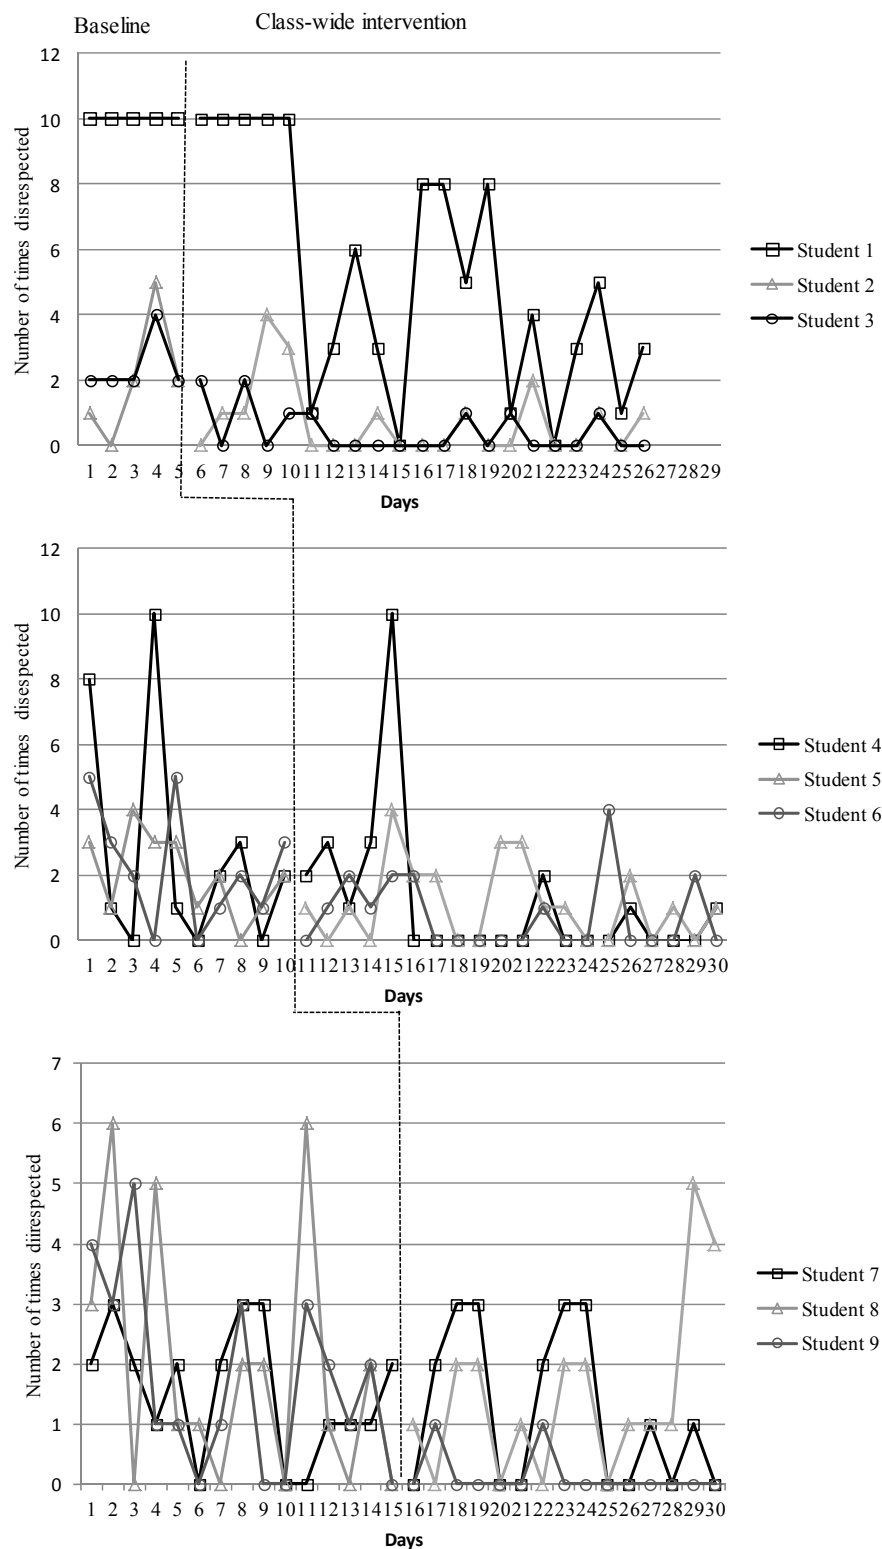 Baseline Class-wide intervention
12
10
8
6
4
2
0
Number of times disrespected
1 2 3 4 5 6 7 8 9 10 11 12 13 14 15 16 17 18 19 20 21 22 23 24 25 26 27 28 29
Days
Student 1
Student 2
Student 3
12
10
8
6
4
2
0
Number of times disespected
1 2 3 4 5 6 7 8 9 10 11 12 13 14 15 16 17 18 19 20 21 22 23 24 25 26 27 28 29 30
Days
Student 4
Student 5
Student 6
7
6
5
4
3
2
1
0
Number of times diirespected
1 2 3 4 5 6 7 8 9 10 11 12 13 14 15 16 17 18 19 20 21 22 23 24 25 26 27 28 29 30
Days
Student 7
Student 8
Student 9